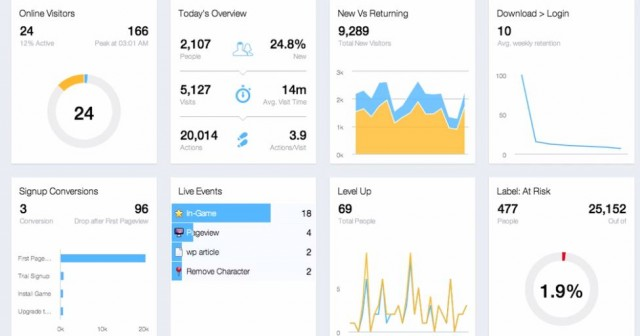 Online Visitors
24
166
12% Active
Peak at 03:01 AM
24
Today's Overview
2,107
24.8%
People
New
5,127
14m
Visits
Avg. Visit Time
20,014
3.9
Actions
Actions/Visit
New Vs Returning
9,289
Total New Visitors
3k
2k
1k
0k
Download > Login
10
Avg. weekly retention
100
50
0
Signup Conversions
3
96
Conversion
Drop after First Pageview
First Page...
Trial Signup
Install Game
Upgrade t...
0k
10k
20k
Live Events
In-Game 18
Pageview 4
wp article 2
Remove Character 2
Level Up
69
Total People
0
Label: At Risk
477
25,152
People
Out of
1.9%